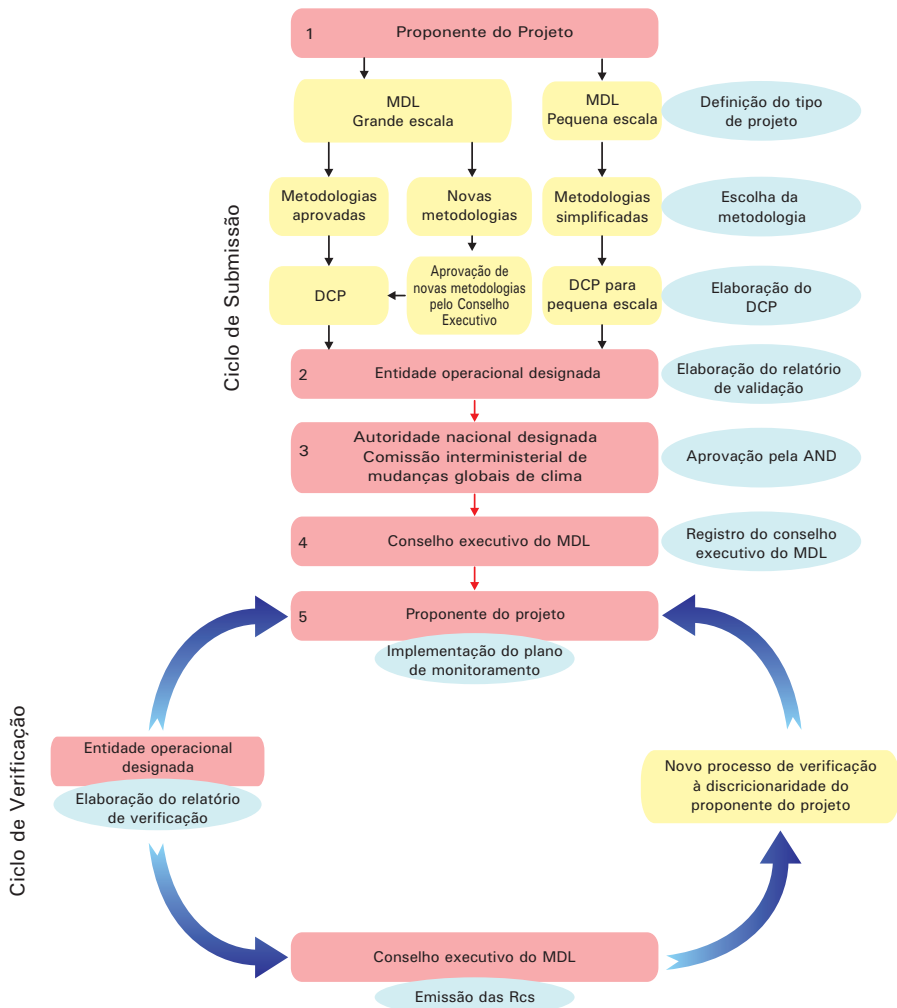 1 Proponente do Projeto
MDL
Grande escala
MDL
Pequena escala
Definição do tipo
de projeto
Metodologias
aprovadas
Novas
metodologias
Metodologias
simplificadas
Escolha da
metodologia
DCP
Aprovação de
novas metodologias
pelo Conselho
Executivo
DCP para
pequena escala
Elaboração do
DCP
Ciclo de Submissão
2 Entidade operacional designada
Elaboração do relatório
de validação
3 Autoridade nacional designada
Comissão interministerial de
mudanças globais de clima
Aprovação pela AND
4 Conselho executivo do MDL
Registro do conselho
executivo do MDL
5 Proponente do projeto
Implementação do plano
de monitoramento
Ciclo de Verificação
Entidade operacional
designada
Elaboração do relatório
de verificação
Novo processo de verificação
à discricionaridade do
proponente do projeto
Conselho executivo do MDL
Emissão das Rcs